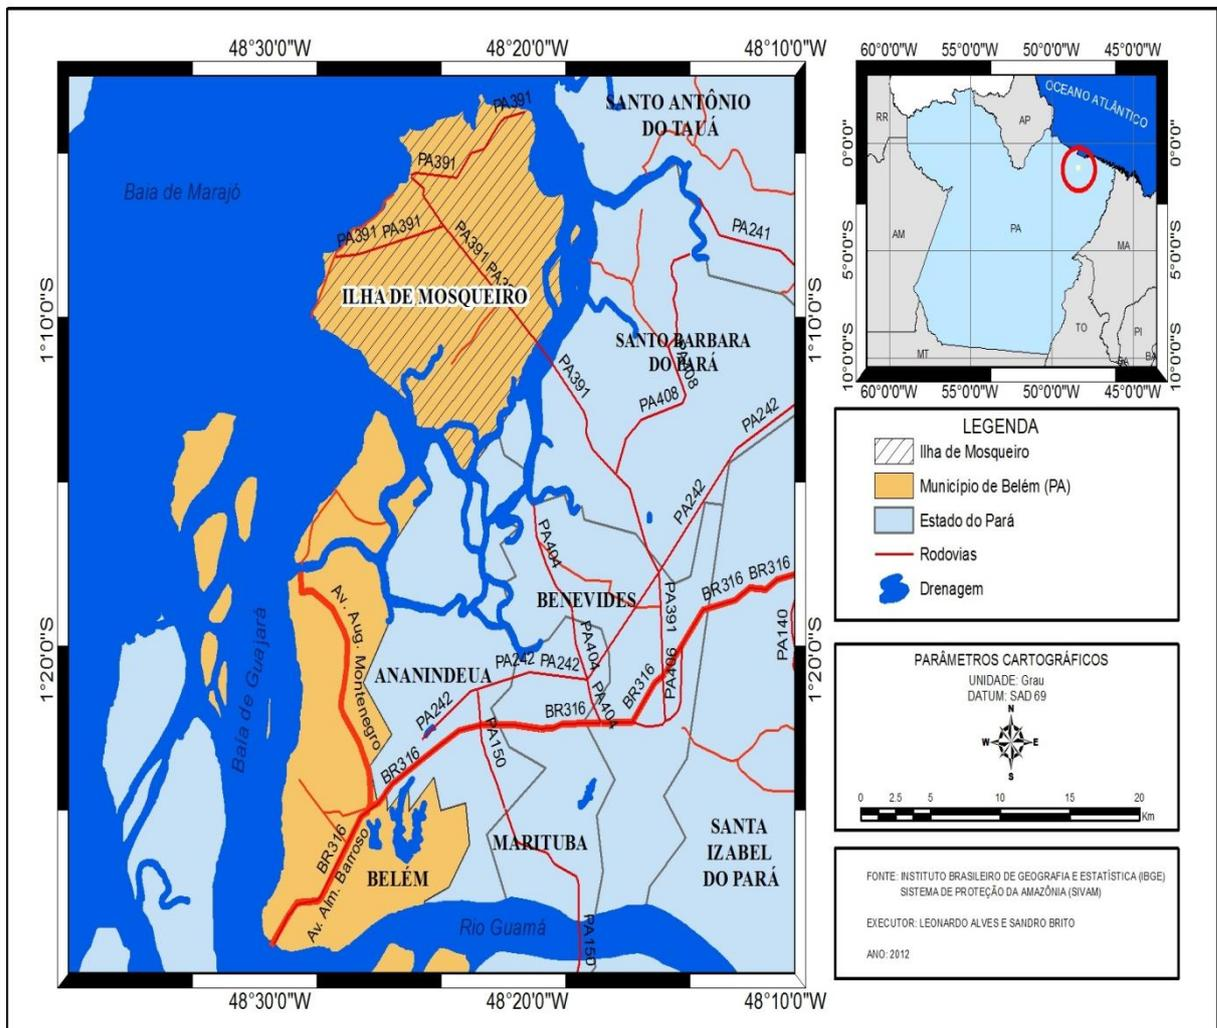 48°30'0"W
48°20'0"W
48°10'0"W
1°10'0"S
1°20'0"S
SANTO ANTÔNIO
DO TAUÁ
PA391
PA391
PA391
PA391
PA391
PA391
PA241
Baia de Marajó
ILHA DE MOSQUEIRO
SANTO BARBARA
DO PARÁ
PA391
PA408
PA408
PA242
PA242
PA404
BR316
BR316
BENEVIDES
Av. Aug. Montenegro
PA391
PA140
Baia de Guajará
PA404
PA242
PA242
PA406
ANANINDEUA
BR316
PA242
BR316
PA404
PA150
BR316
BR316
Av. Alm. Barroso
BELÉM
MARITUBA
SANTA
IZABEL
DO PARÁ
Rio Guamá
PA150
1°10'0"S
1°20'0"S
48°30'0"W
48°20'0"W
48°10'0"W
60°0'0"W
55°0'0"W
50°0'0"W
45°0'0"W
0°0'0"
5°0'0"S
10°0'0"S
OCEANO ATLÂNTICO
RR
AP
AM
PA
MA
TO
PI
MT
BA
0°0'0"
5°0'0"S
10°0'0"S
60°0'0"W
55°0'0"W
50°0'0"W
45°0'0"W
LEGENDA
Ilha de Mosqueiro
Município de Belém (PA)
Estado do Pará
Rodovias
Drenagem
PARÂMETROS CARTOGRÁFICOS
UNIDADE: Grau
DATUM: SAD 69
N
W
E
S
0 2.5 5 10 15 20
Km
FONTE: INSTITUTO BRASILEIRO DE GEOGRAFIA E ESTATÍSTICA (IBGE)
SISTEMA DE PROTEÇÃO DA AMAZÔNIA (SIVAM)
EXECUTOR: LEONARDO ALVES E SANDRO BRITO
ANO: 2012